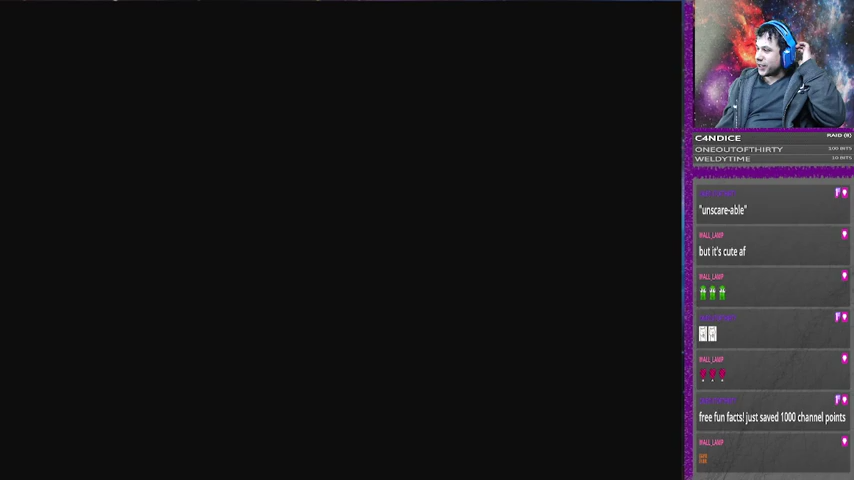 C4NDICE
RAID (8)
ONEOUTOFTHIRTY
100 BITS
WELDYTIME
10 BITS
"unscare-able"
WALL_LAMP
but it's cute af
WALL_LAMP
WALL_LAMP
free fun facts! just saved 1000 channel points
WALL_LAMP